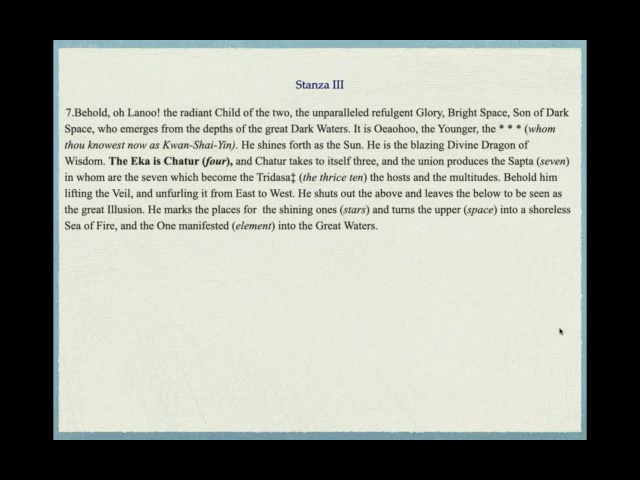 Stanza III
7.Behold, oh Lanoo! the radiant Child of the two, the unparalleled refulgent Glory, Bright Space, Son of Dark
Space, who emerges from the depths of the great Dark Waters. It is Oeaohoo, the Younger, the * * * (whom
thou knowest now as Kwan-Shai-Yin). He shines forth as the Sun. He is the blazing Divine Dragon of
Wisdom. The Eka is Chatur (four), and Chatur takes to itself three, and the union produces the Sapta (seven)
in whom are the seven which become the Tridasa‡ (the thrice ten) the hosts and the multitudes. Behold him
lifting the Veil, and unfurling it from East to West. He shuts out the above and leaves the below to be seen as
the great Illusion. He marks the places for the shining ones (stars) and turns the upper (space) into a shoreless
Sea of Fire, and the One manifested (element) into the Great Waters.